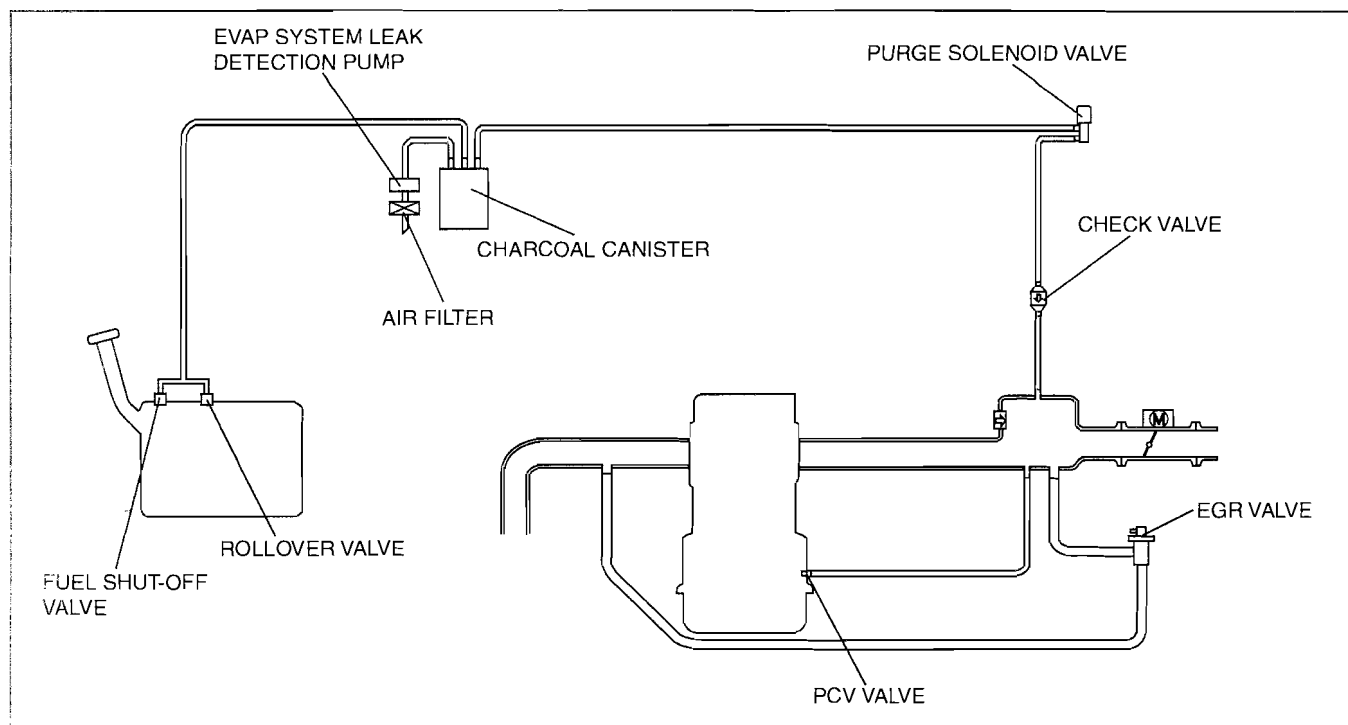 EVAP SYSTEM LEAK
DETECTION PUMP
PURGE SOLENOID VALVE
CHARCOAL CANISTER
CHECK VALVE
AIR FILTER
M
ROLLOVER VALVE
FUEL SHUT-OFF
VALVE
EGR VALVE
PCV VALVE